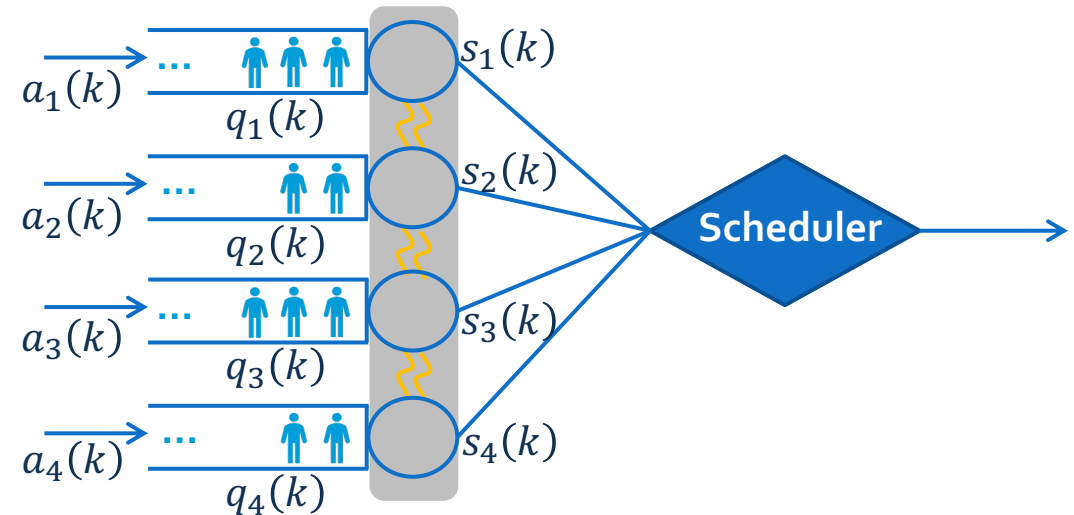 a₁(k)
...
q₁(k)
s₁(k)
a₂(k)
...
q₂(k)
s₂(k)
a₃(k)
...
q₃(k)
s₃(k)
a₄(k)
...
q₄(k)
s₄(k)
Scheduler